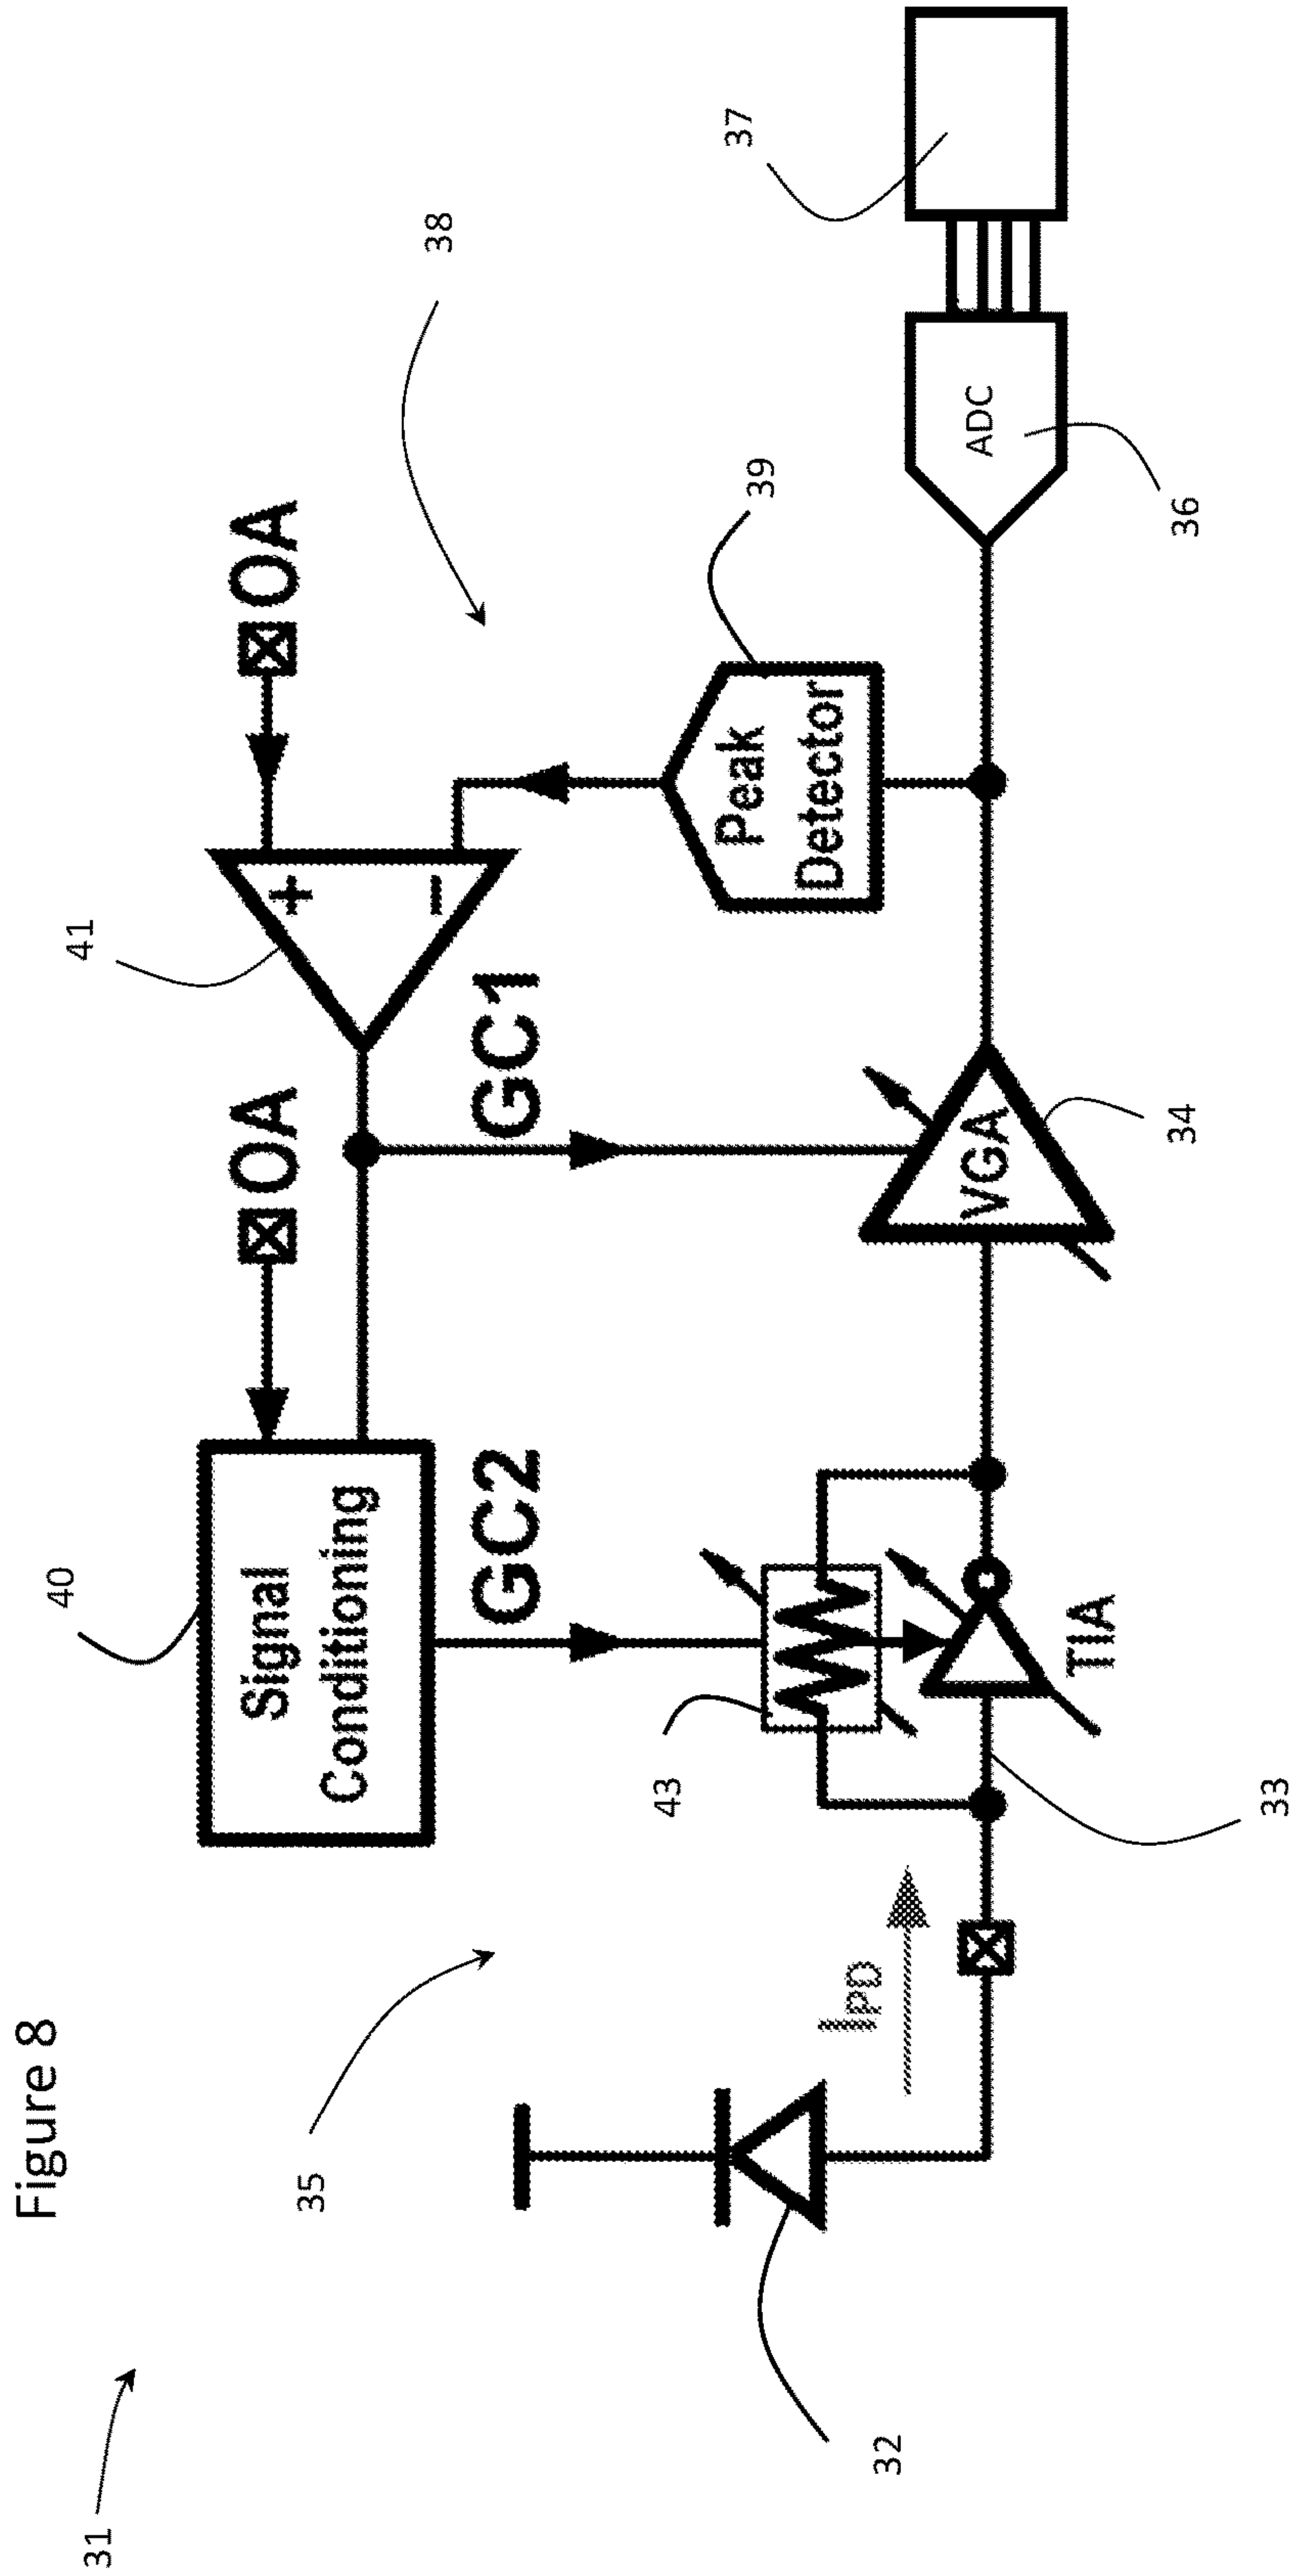 Figure 8
31
35
38
40
41
Signal
Conditioning
OA
OA
+
−
GC2
GC1
Peak
Detector
39
37
43
32
IPD
TIA
33
VGA
34
ADC
36